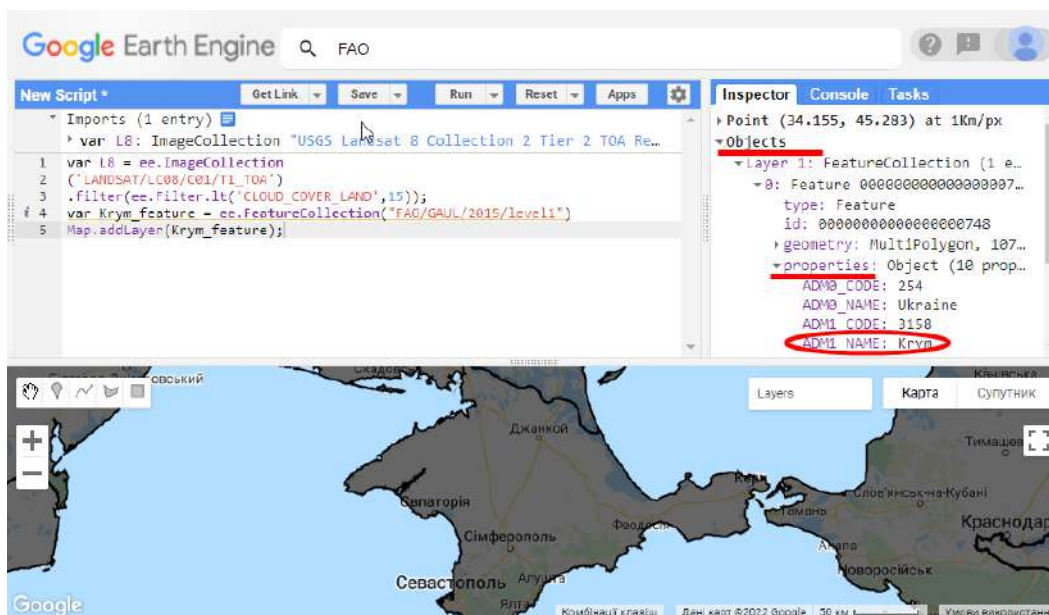 Google Earth Engine FAO
New Script *
Get Link
Save
Run
Reset
Apps
Imports (1 entry)
var L8: ImageCollection "USGS Landsat 8 Collection 2 Tier 2 TOA Re…
1 var L8 = ee.ImageCollection
2 ('LANDSAT/LC08/C01/T1_TOA')
3 .filter(ee.Filter.lt('CLOUD_COVER_LAND',15));
i 4 var Krym_feature = ee.FeatureCollection("FAO/GAUL/2015/level1")
5 Map.addLayer(Krym_feature);
Inspector Console Tasks
Point (34.155, 45.283) at 1Km/px
Objects
Layer 1: FeatureCollection (1 e…
0: Feature 000000000000000007…
type: Feature
id: 00000000000000000748
geometry: MultiPolygon, 107…
properties: Object (10 prop…
ADM0_CODE: 254
ADM0_NAME: Ukraine
ADM1_CODE: 3158
ADM1_NAME: Krym
Layers
Карта
Супутник
Джанкой
Тимашев
Євпаторія
Слов'янськ-на-Кубані
Тамань
Феодосія
Краснодар
Сімферополь
Анапа
Новоросійськ
Севастополь
Алушта
Ялта
Google
Комбінації клавіш
Дані карт ©2022 Google
50 км
Умови використання